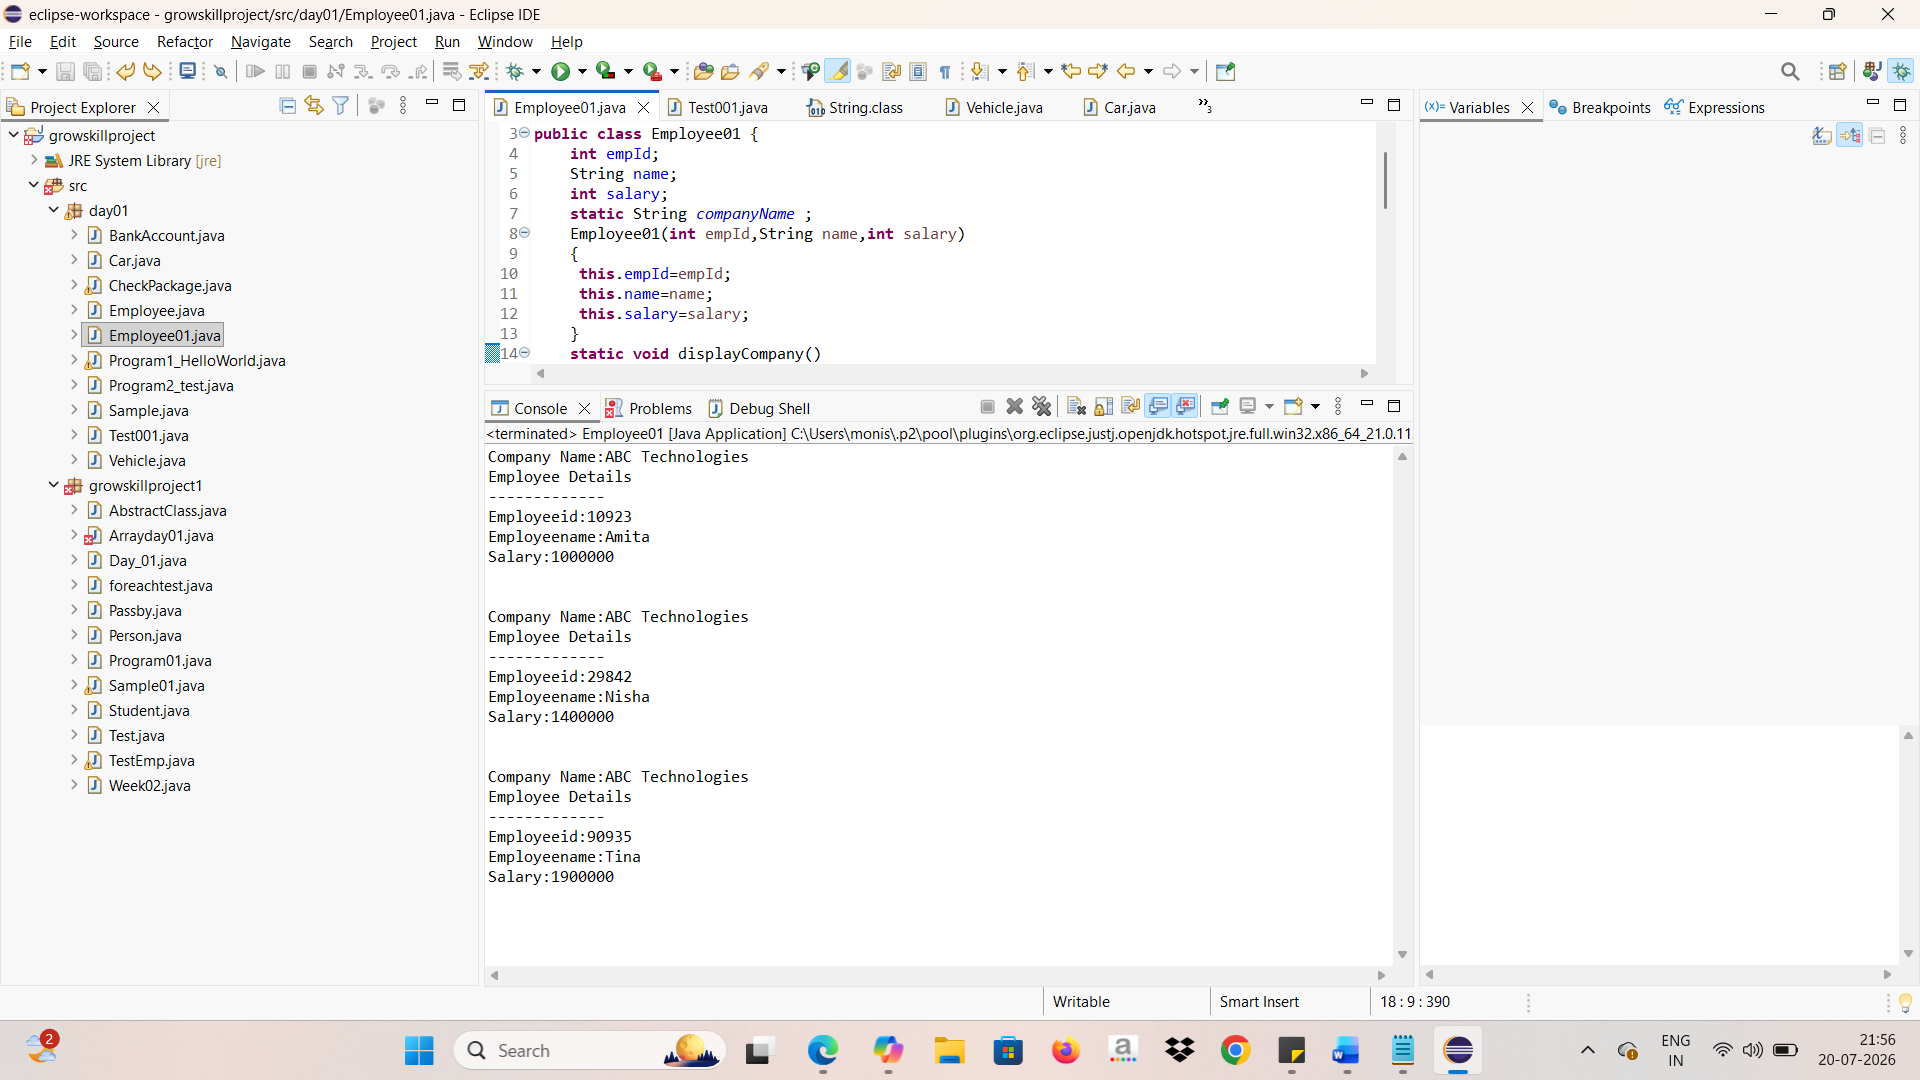 eclipse-workspace - growskillproject/src/day01/Employee01.java - Eclipse IDE
File Edit Source Refactor Navigate Search Project Run Window Help
Project Explorer
growskillproject
JRE System Library [jre]
src
day01
BankAccount.java
Car.java
CheckPackage.java
Employee.java
Employee01.java
Program1_HelloWorld.java
Program2_test.java
Sample.java
Test001.java
Vehicle.java
growskillproject1
AbstractClass.java
Arrayday01.java
Day_01.java
foreachtest.java
Passby.java
Person.java
Program01.java
Sample01.java
Student.java
Test.java
TestEmp.java
Week02.java
Employee01.java Test001.java String.class Vehicle.java Car.java »3
3 public class Employee01 {
4 int empId;
5 String name;
6 int salary;
7 static String companyName ;
8 Employee01(int empId,String name,int salary)
9 {
10 this.empId=empId;
11 this.name=name;
12 this.salary=salary;
13 }
14 static void displayCompany()
Console Problems Debug Shell
<terminated> Employee01 [Java Application] C:\Users\monis\.p2\pool\plugins\org.eclipse.justj.openjdk.hotspot.jre.full.win32.x86_64_21.0.11
Company Name:ABC Technologies
Employee Details
-------------
Employeeid:10923
Employeename:Amita
Salary:1000000
Company Name:ABC Technologies
Employee Details
-------------
Employeeid:29842
Employeename:Nisha
Salary:1400000
Company Name:ABC Technologies
Employee Details
-------------
Employeeid:90935
Employeename:Tina
Salary:1900000
(x)= Variables Breakpoints Expressions
Writable Smart Insert 18 : 9 : 390
2
Search
ENG
IN
21:56
20-07-2026